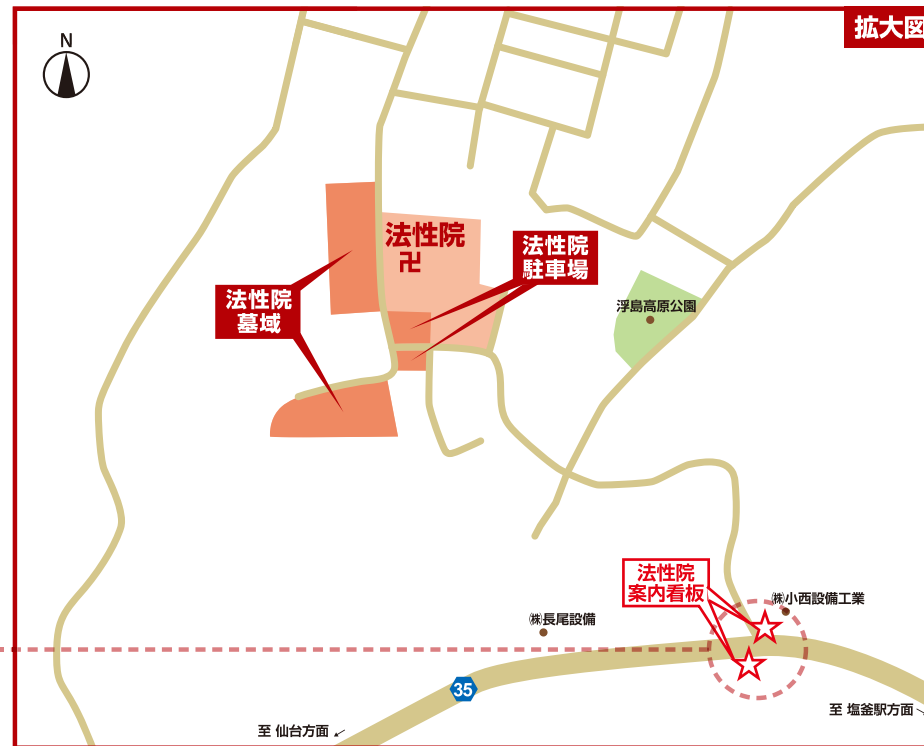 拡大図
N
法性院
卍
法性院
駐車場
法性院
墓域
浮島高原公園
法性院
案内看板
㈱小西設備工業
㈱長尾設備
35
至 塩釜駅方面
至 仙台方面